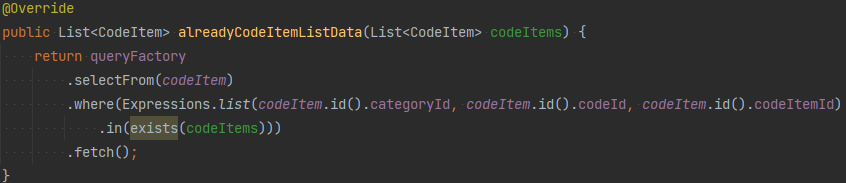 @Override
public List<CodeItem> alreadyCodeItemListData(List<CodeItem> codeItems) {
    return queryFactory
        .selectFrom(codeItem)
        .where(Expressions.list(codeItem.id().categoryId, codeItem.id().codeId, codeItem.id().codeItemId)
            .in(exists(codeItems)))
        .fetch();
}